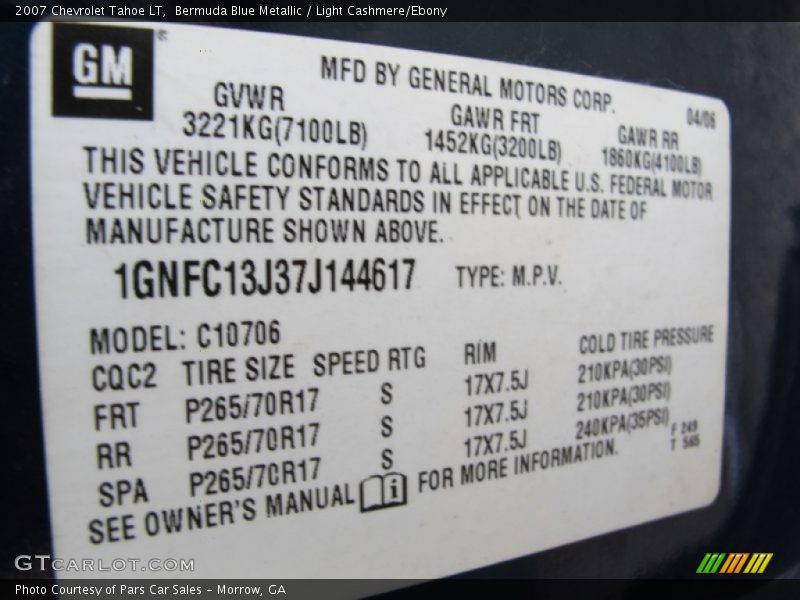 2007 Chevrolet Tahoe LT, Bermuda Blue Metallic / Light Cashmere/Ebony
GM®
MFD BY GENERAL MOTORS CORP.
04/06
GVWR GAWR FRT GAWR RR
3221KG(7100LB) 1452KG(3200LB) 1860KG(4100LB)
THIS VEHICLE CONFORMS TO ALL APPLICABLE U.S. FEDERAL MOTOR
VEHICLE SAFETY STANDARDS IN EFFECT ON THE DATE OF
MANUFACTURE SHOWN ABOVE.
1GNFC13J37J144617 TYPE: M.P.V.
MODEL: C10706
CQC2 TIRE SIZE SPEED RTG RIM COLD TIRE PRESSURE
FRT P265/70R17 S 17X7.5J 210KPA(30PSI)
RR P265/70R17 S 17X7.5J 210KPA(30PSI)
SPA P265/70R17 S 17X7.5J 240KPA(35PSI)
F 249
T 565
SEE OWNER'S MANUAL i FOR MORE INFORMATION.
GTCARLOT.COM
Photo Courtesy of Pars Car Sales - Morrow, GA